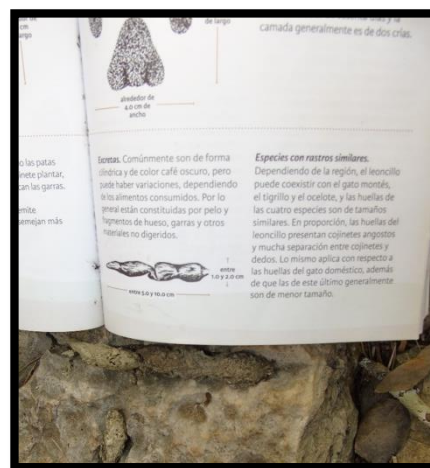 cm
argo
de largo
camada generalmente es de dos crías.
alrededor de
4.0 cm de
ancho
o las patas
inete plantar,
can las garras.
emite
semejan más
Excretas. Comúnmente son de forma
cilíndrica y de color café oscuro, pero
puede haber variaciones, dependiendo
de los alimentos consumidos. Por lo
general están constituidas por pelo y
fragmentos de hueso, garras y otros
materiales no digeridos.
entre
1.0 y 2.0 cm
entre 5.0 y 10.0 cm
Especies con rastros similares.
Dependiendo de la región, el leoncillo
puede coexistir con el gato montés,
el tigrillo y el ocelote, y las huellas de
las cuatro especies son de tamaños
similares. En proporción, las huellas del
leoncillo presentan cojinetes angostos
y mucha separación entre cojinetes y
dedos. Lo mismo aplica con respecto a
las huellas del gato doméstico, además
de que las de este último generalmente
son de menor tamaño.